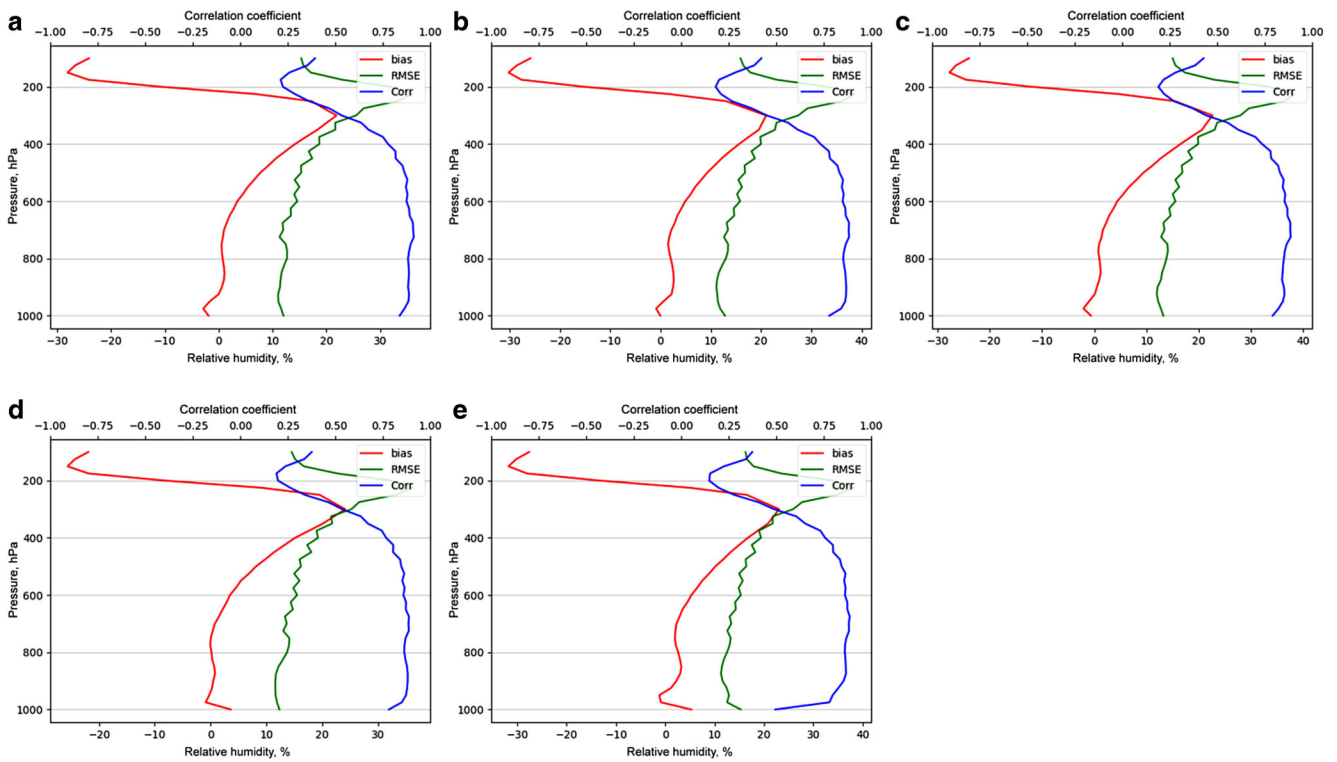 a
Correlation coefficient
-1.00 -0.75 -0.50 -0.25 0.00 0.25 0.50 0.75 1.00
bias
RMSE
Corr
200
400
600
800
1000
Pressure, hPa
−30 −20 −10 0 10 20 30
Relative humidity, %
b
Correlation coefficient
-1.00 -0.75 -0.50 -0.25 0.00 0.25 0.50 0.75 1.00
bias
RMSE
Corr
200
400
600
800
1000
Pressure, hPa
−30 −20 −10 0 10 20 30 40
Relative humidity, %
c
Correlation coefficient
-1.00 -0.75 -0.50 -0.25 0.00 0.25 0.50 0.75 1.00
bias
RMSE
Corr
200
400
600
800
1000
Pressure, hPa
−30 −20 −10 0 10 20 30 40
Relative humidity, %
d
Correlation coefficient
-1.00 -0.75 -0.50 -0.25 0.00 0.25 0.50 0.75 1.00
bias
RMSE
Corr
200
400
600
800
1000
Pressure, hPa
−20 −10 0 10 20 30
Relative humidity, %
e
Correlation coefficient
-1.00 -0.75 -0.50 -0.25 0.00 0.25 0.50 0.75 1.00
bias
RMSE
Corr
200
400
600
800
1000
Pressure, hPa
−30 −20 −10 0 10 20 30 40
Relative humidity, %